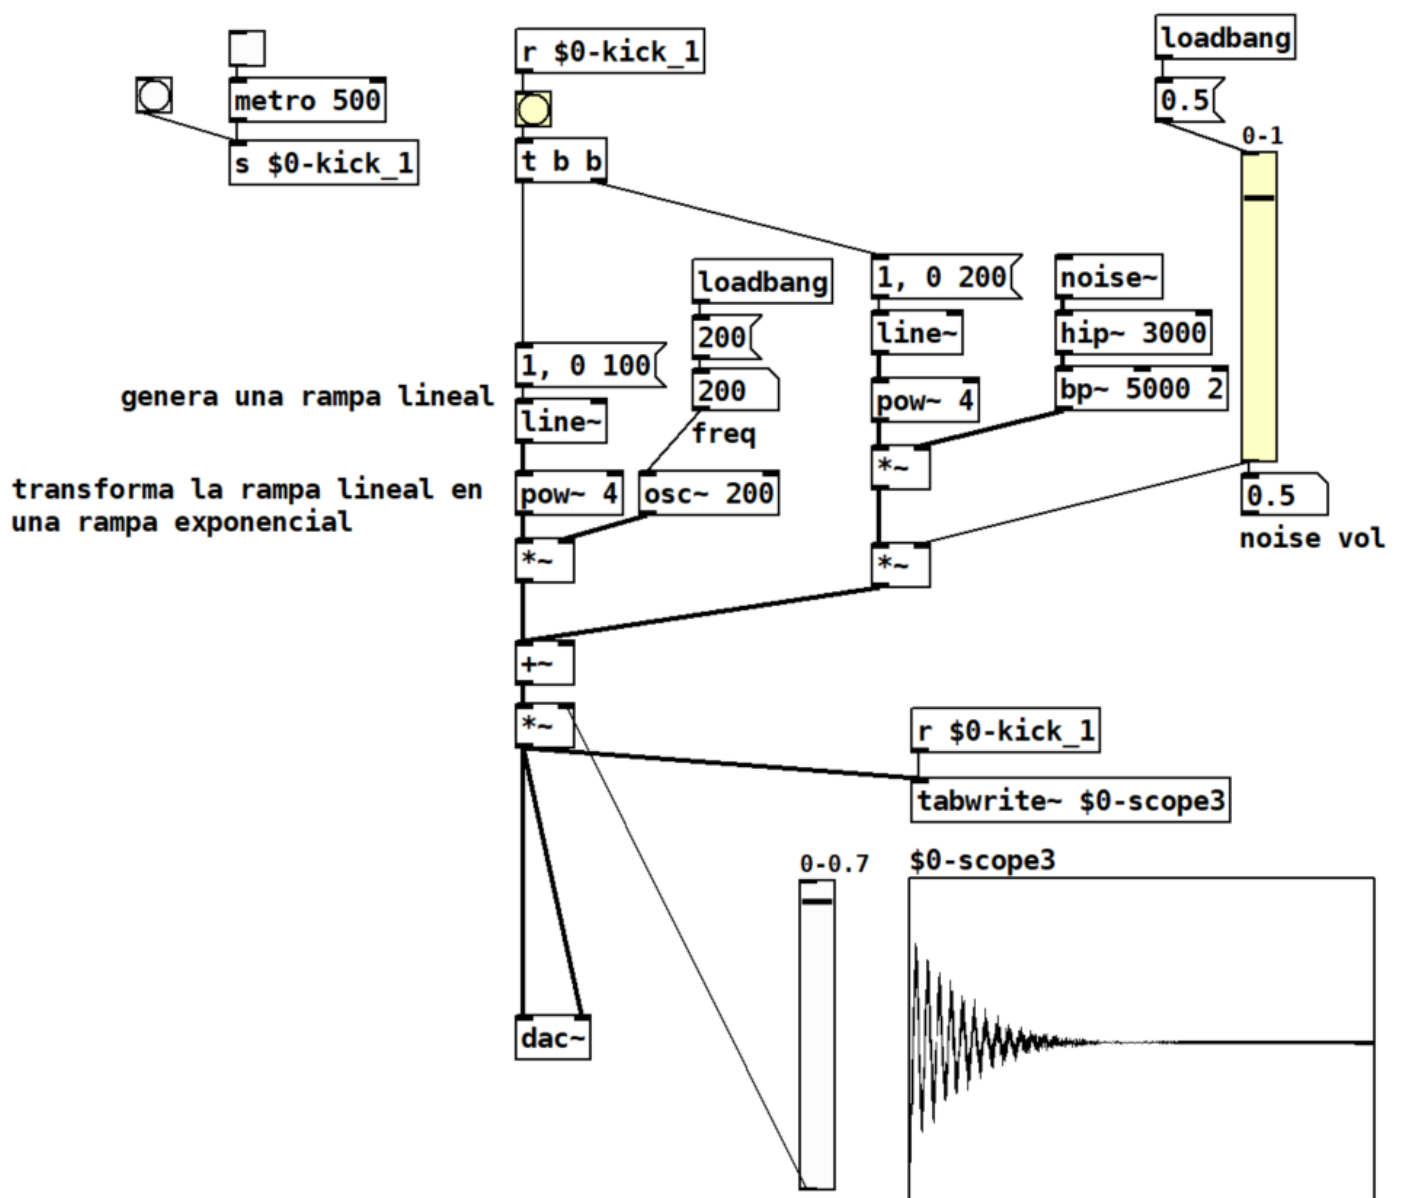 r $0-kick_1
loadbang
metro 500
0.5
0-1
s $0-kick_1
t b b
loadbang
1, 0 200
noise~
200
line~
hip~ 3000
1, 0 100
200
pow~ 4
bp~ 5000 2
genera una rampa lineal
line~
freq
*~
transforma la rampa lineal en
una rampa exponencial
pow~ 4
osc~ 200
0.5
noise vol
*~
*~
+~
*~
r $0-kick_1
tabwrite~ $0-scope3
0-0.7
$0-scope3
dac~